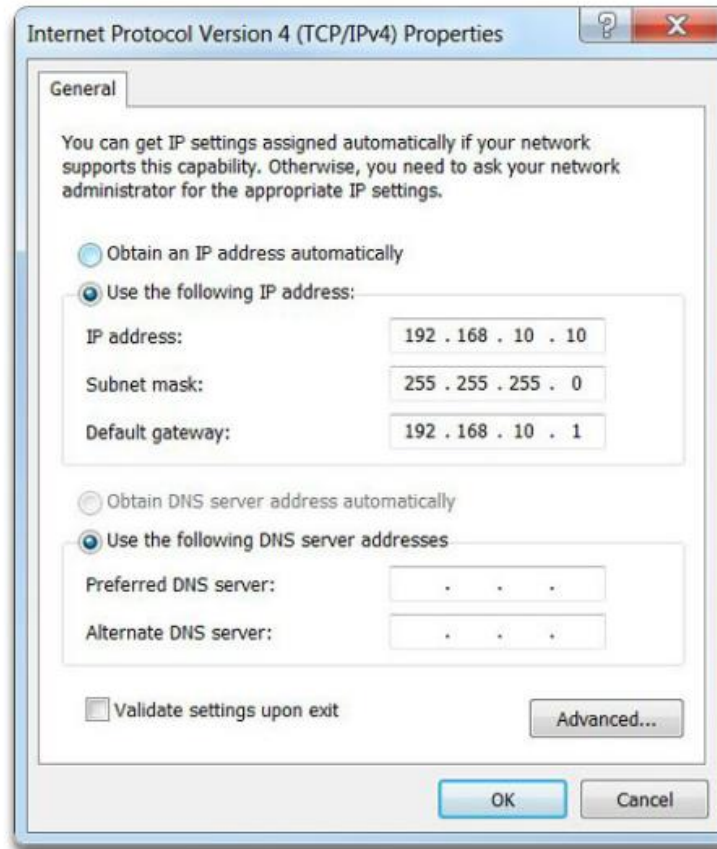 Internet Protocol Version 4 (TCP/IPv4) Properties
General
You can get IP settings assigned automatically if your network
supports this capability. Otherwise, you need to ask your network
administrator for the appropriate IP settings.
Obtain an IP address automatically
Use the following IP address:
IP address: 192 . 168 . 10 . 10
Subnet mask: 255 . 255 . 255 . 0
Default gateway: 192 . 168 . 10 . 1
Obtain DNS server address automatically
Use the following DNS server addresses
Preferred DNS server: . . .
Alternate DNS server: . . .
Validate settings upon exit
Advanced...
OK Cancel